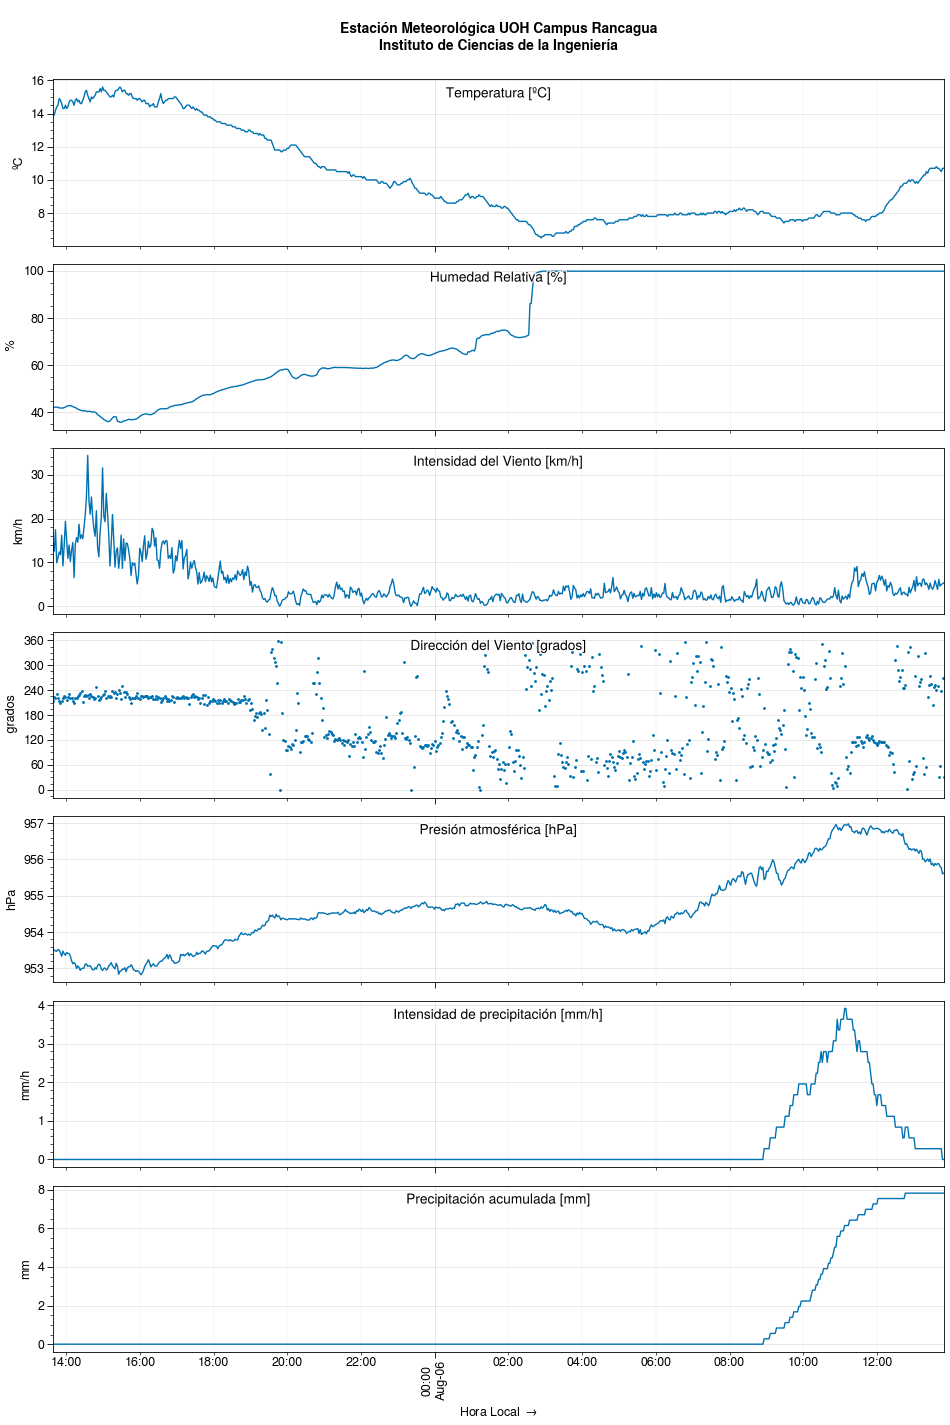 Estación Meteorológica UOH Campus Rancagua
Instituto de Ciencias de la Ingeniería
Temperatura [ºC]
16
14
12
10
8
ºC
Humedad Relativa [%]
100
80
60
40
%
Intensidad del Viento [km/h]
30
20
10
0
km/h
Dirección del Viento [grados]
360
300
240
180
120
60
0
grados
Presión atmosférica [hPa]
957
956
955
954
953
hPa
Intensidad de precipitación [mm/h]
4
3
2
1
0
mm/h
Precipitación acumulada [mm]
8
6
4
2
0
mm
14:00 16:00 18:00 20:00 22:00 00:00 02:00 04:00 06:00 08:00 10:00 12:00
Aug-06
Hora Local →